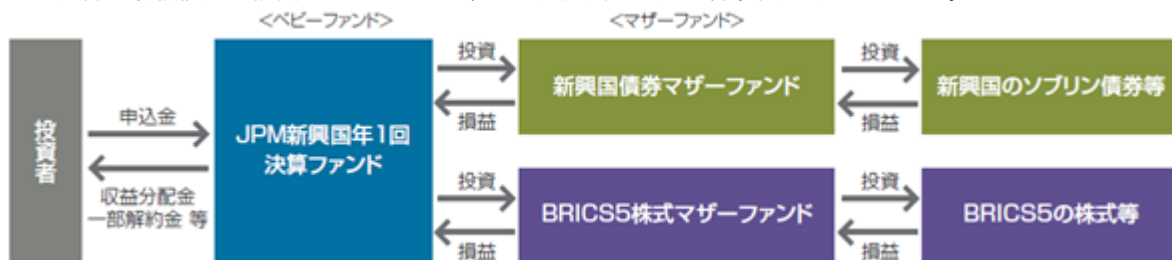 <ベビーファンド>
<マザーファンド>
投資者
申込金
収益分配金
一部解約金 等
JPM新興国年1回
決算ファンド
投資
損益
新興国債券マザーファンド
投資
損益
新興国のソブリン債券等
投資
損益
BRICS5株式マザーファンド
投資
損益
BRICS5の株式等